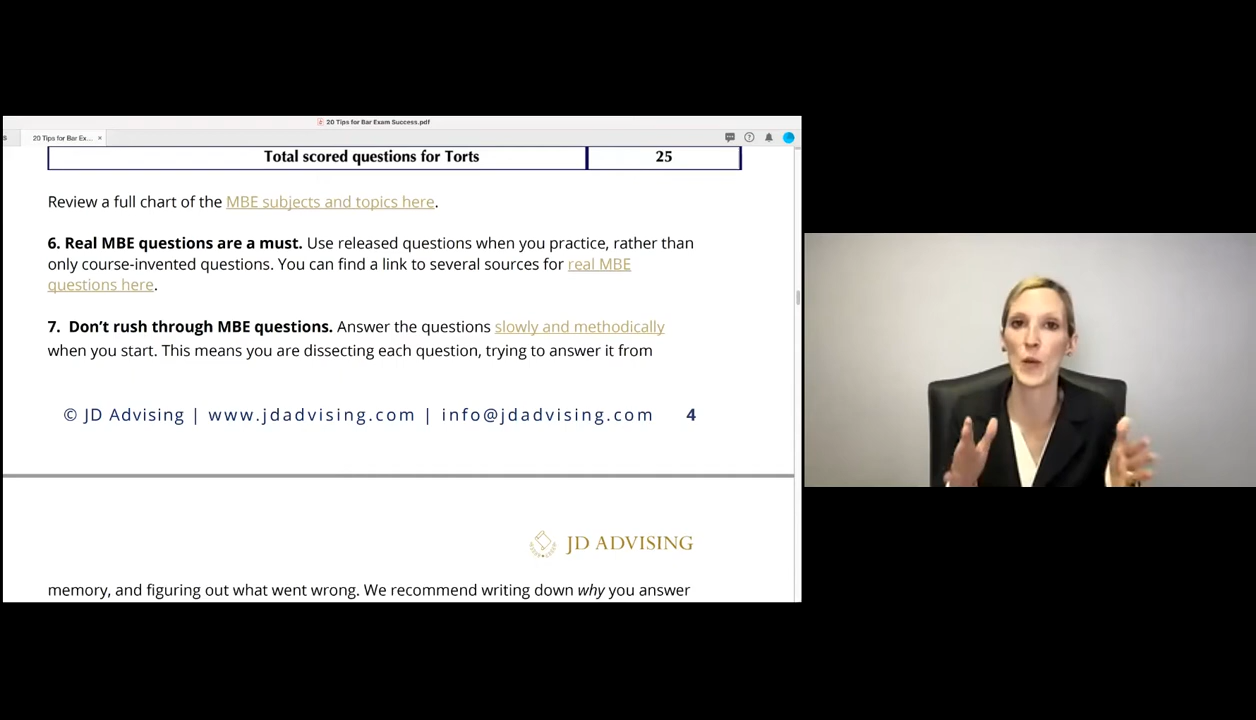 20 Tips for Bar Exam Success.pdf
s
20 Tips for Bar Ex... ×
Total scored questions for Torts 25
Review a full chart of the MBE subjects and topics here.
6. Real MBE questions are a must. Use released questions when you practice, rather than
only course-invented questions. You can find a link to several sources for real MBE
questions here.
7. Don’t rush through MBE questions. Answer the questions slowly and methodically
when you start. This means you are dissecting each question, trying to answer it from
© JD Advising | www.jdadvising.com | info@jdadvising.com 4
JD ADVISING
memory, and figuring out what went wrong. We recommend writing down why you answer